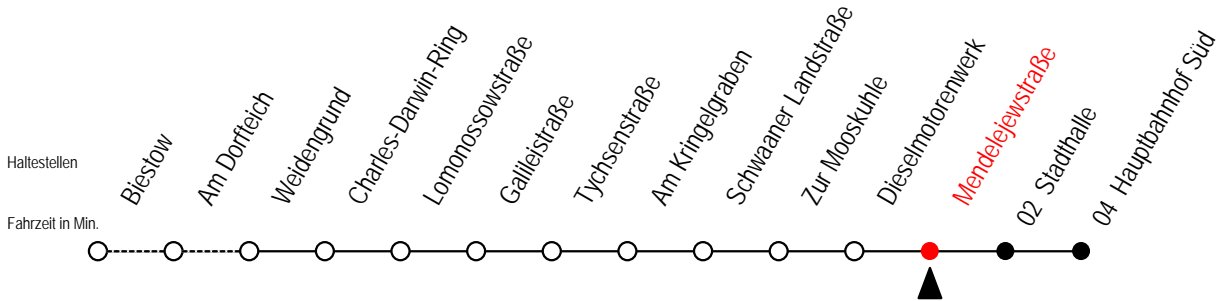 Haltestellen
Fahrzeit in Min.
Biestow
Am Dorfteich
Weidengrund
Charles-Darwin-Ring
Lomonossowstraße
Galileistraße
Tychsenstraße
Am Kringelgraben
Schwaaner Landstraße
Zur Mooskuhle
Dieselmotorenwerk
Mendelejewstraße
02 Stadthalle
04 Hauptbahnhof Süd